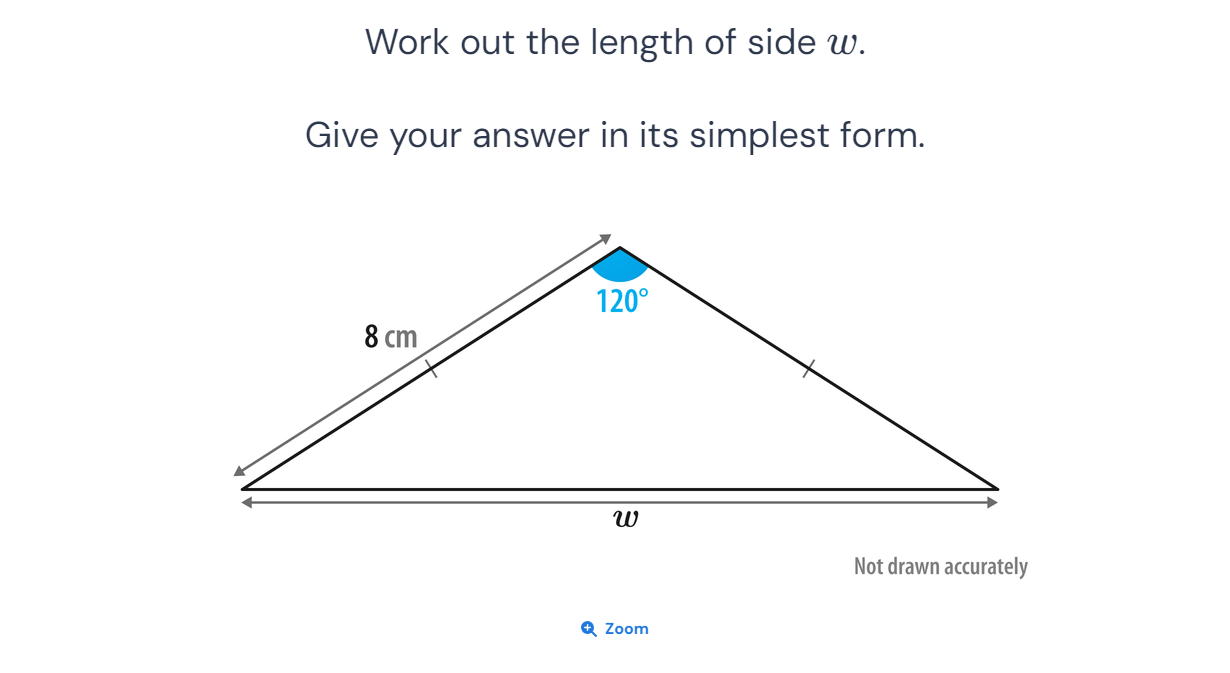 Work out the length of side w.
Give your answer in its simplest form.
120°
8 cm
w
Not drawn accurately
Zoom